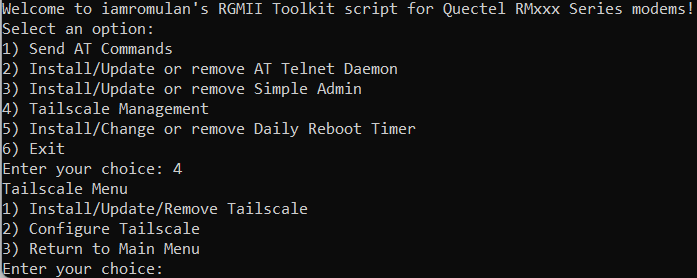 Welcome to iamromulan's RGMII Toolkit script for Quectel RMxxx Series modems!
Select an option:
1) Send AT Commands
2) Install/Update or remove AT Telnet Daemon
3) Install/Update or remove Simple Admin
4) Tailscale Management
5) Install/Change or remove Daily Reboot Timer
6) Exit
Enter your choice: 4
Tailscale Menu
1) Install/Update/Remove Tailscale
2) Configure Tailscale
3) Return to Main Menu
Enter your choice: